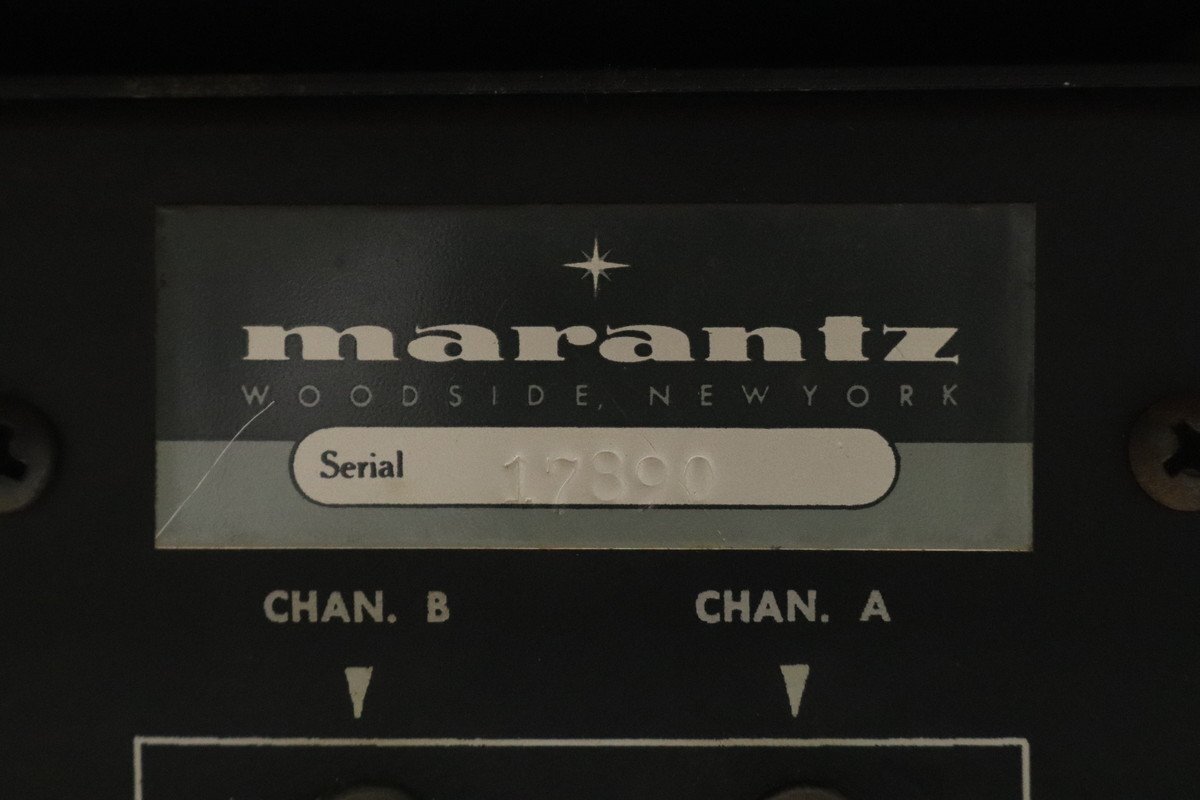 marantz
WOODSIDE, NEW YORK
Serial 17890
CHAN. B CHAN. A